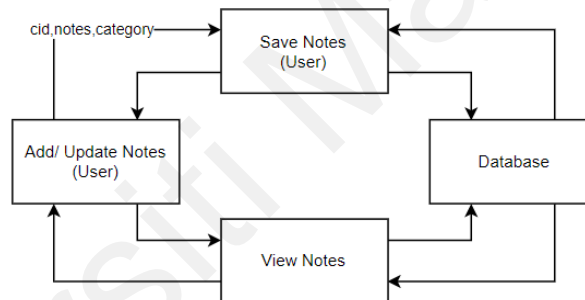 cid,notes,category
Save Notes
(User)
Add/ Update Notes
(User)
Database
View Notes